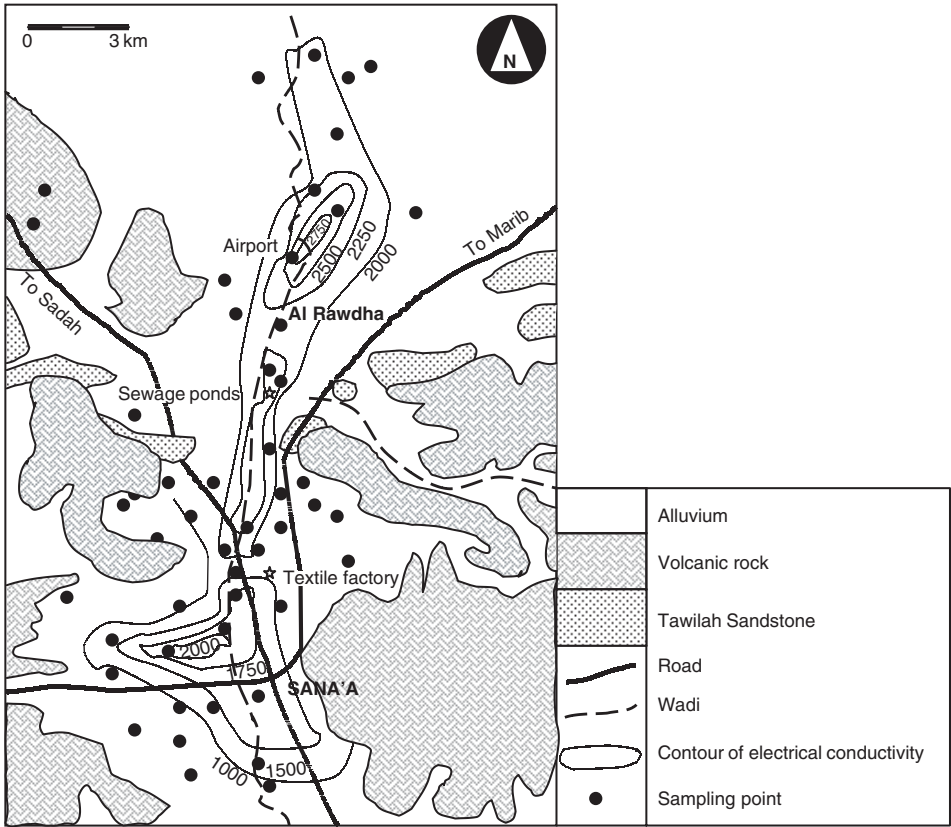 0 3 km
N
To Marib
Airport
2750
2500
2250
2000
To Sadah
Al Rawdha
Sewage ponds
Textile factory
2000
1750
SANA'A
1000
1500
Alluvium
Volcanic rock
Tawilah Sandstone
Road
Wadi
Contour of electrical conductivity
Sampling point